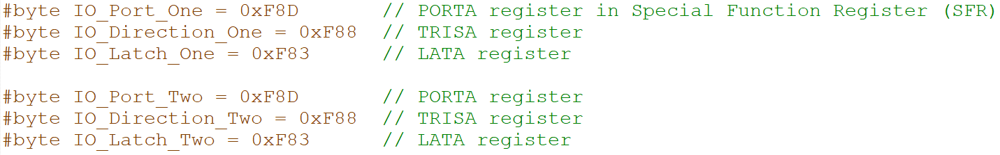 #byte IO_Port_One = 0xF8D       // PORTA register in Special Function Register (SFR)
#byte IO_Direction_One = 0xF88  // TRISA register
#byte IO_Latch_One = 0xF83      // LATA register

#byte IO_Port_Two = 0xF8D       // PORTA register
#byte IO_Direction_Two = 0xF88  // TRISA register
#byte IO_Latch_Two = 0xF83      // LATA register